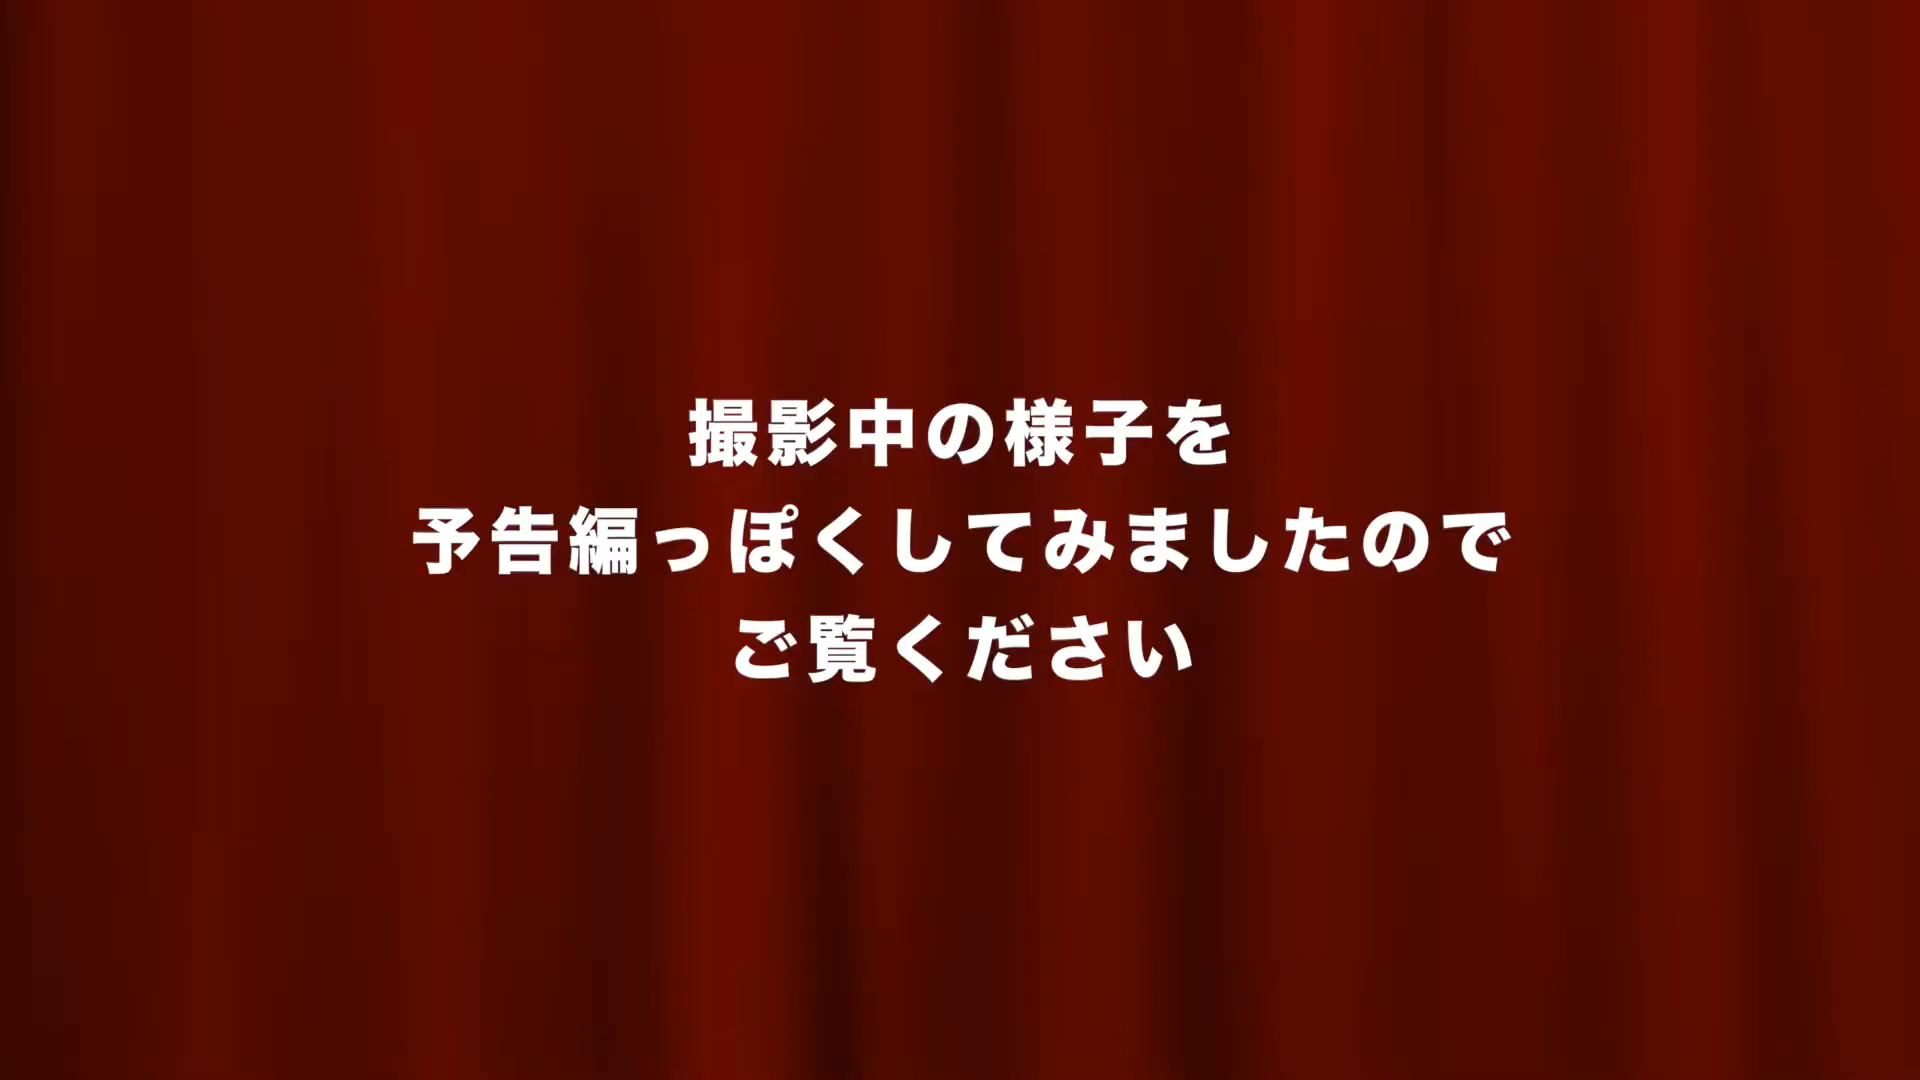 撮影中の様子を
予告編っぽくしてみましたので
ご覧ください